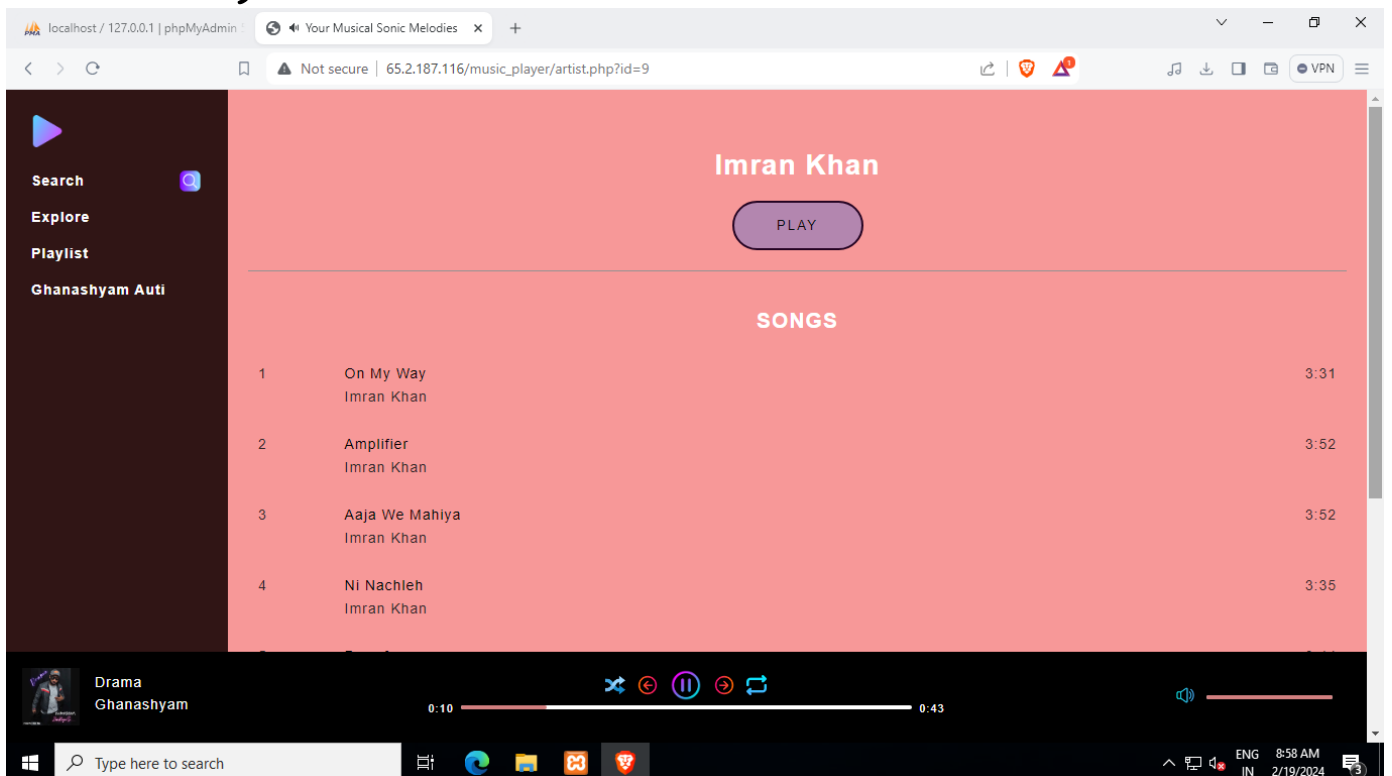 localhost / 127.0.0.1 | phpMyAdmin
Your Musical Sonic Melodies
Not secure | 65.2.187.116/music_player/artist.php?id=9
VPN
Search
Explore
Playlist
Ghanashyam Auti
Imran Khan
PLAY
SONGS
1 On My Way 3:31
Imran Khan
2 Amplifier 3:52
Imran Khan
3 Aaja We Mahiya 3:52
Imran Khan
4 Ni Nachleh 3:35
Imran Khan
Drama
Ghanashyam
0:10 0:43
Type here to search
ENG 8:58 AM
IN 2/19/2024
3